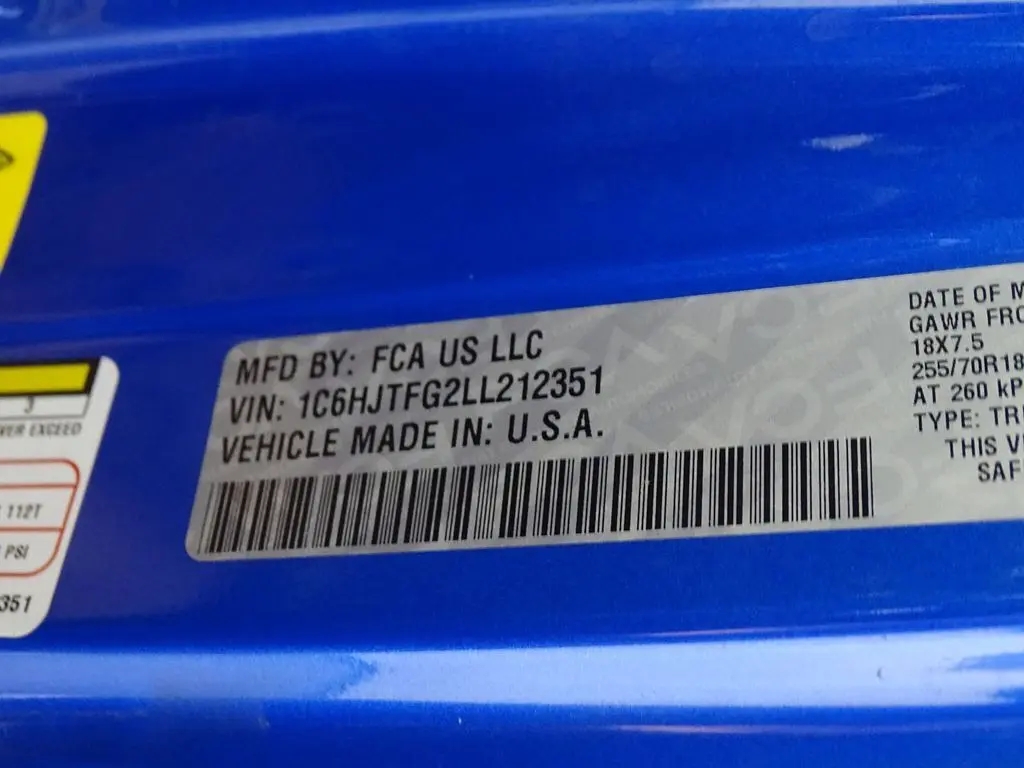 MFD BY: FCA US LLC
VIN: 1C6HJTFG2LL212351
VEHICLE MADE IN: U.S.A.
DATE OF M
GAWR FRO
18X7.5
255/70R18
AT 260 kP
TYPE: TR
THIS V
SAF
3
WER EXCEED
112T
PSI
351